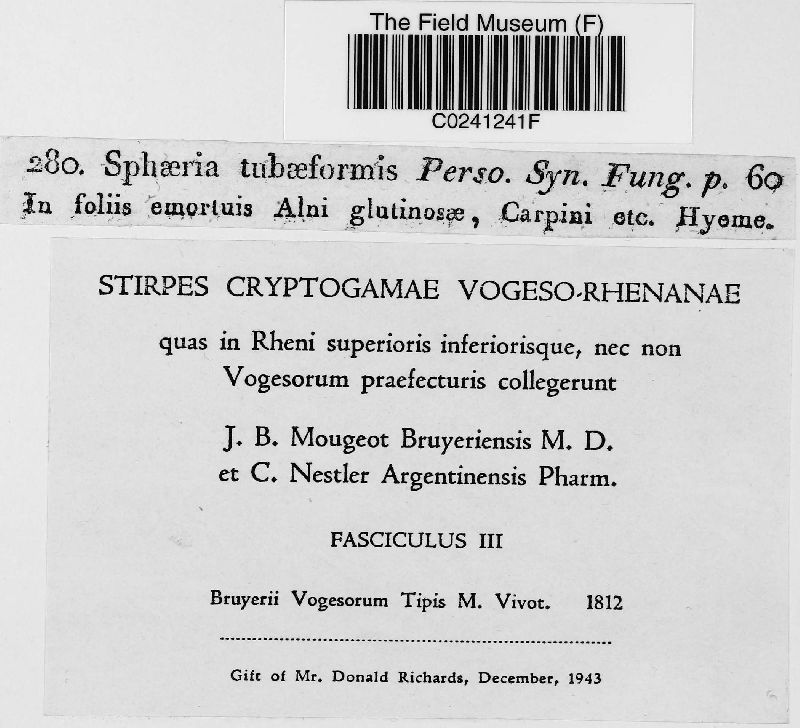 The Field Museum (F)
C0241241F
280. Sphæria tubæformis Perso. Syn. Fung. p. 60
In foliis emortuis Alni glutinosæ, Carpini etc. Hyeme.
STIRPES CRYPTOGAMAE VOGESO-RHENANAE
quas in Rheni superioris inferiorisque, nec non
Vogesorum praefecturis collegerunt
J. B. Mougeot Bruyeriensis M. D.
et C. Nestler Argentinensis Pharm.
FASCICULUS III
Bruyerii Vogesorum Tipis M. Vivot. 1812
Gift of Mr. Donald Richards, December, 1943